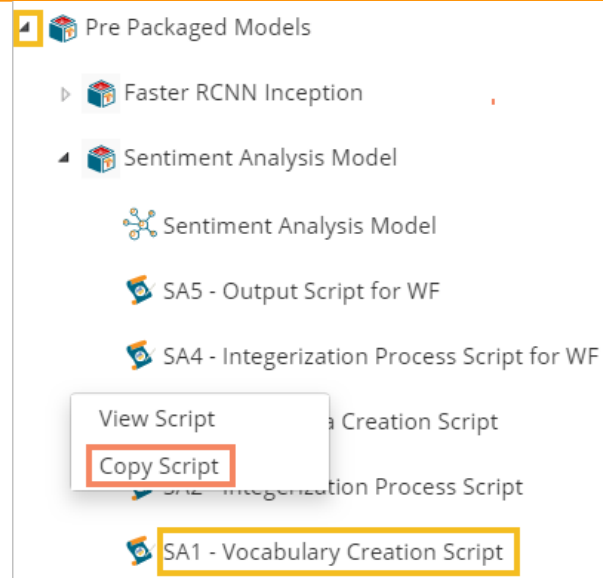 Pre Packaged Models
Faster RCNN Inception
Sentiment Analysis Model
Sentiment Analysis Model
SA5 - Output Script for WF
SA4 - Integerization Process Script for WF
View Script
Creation Script
Copy Script
SA2 - Integerization Process Script
SA1 - Vocabulary Creation Script